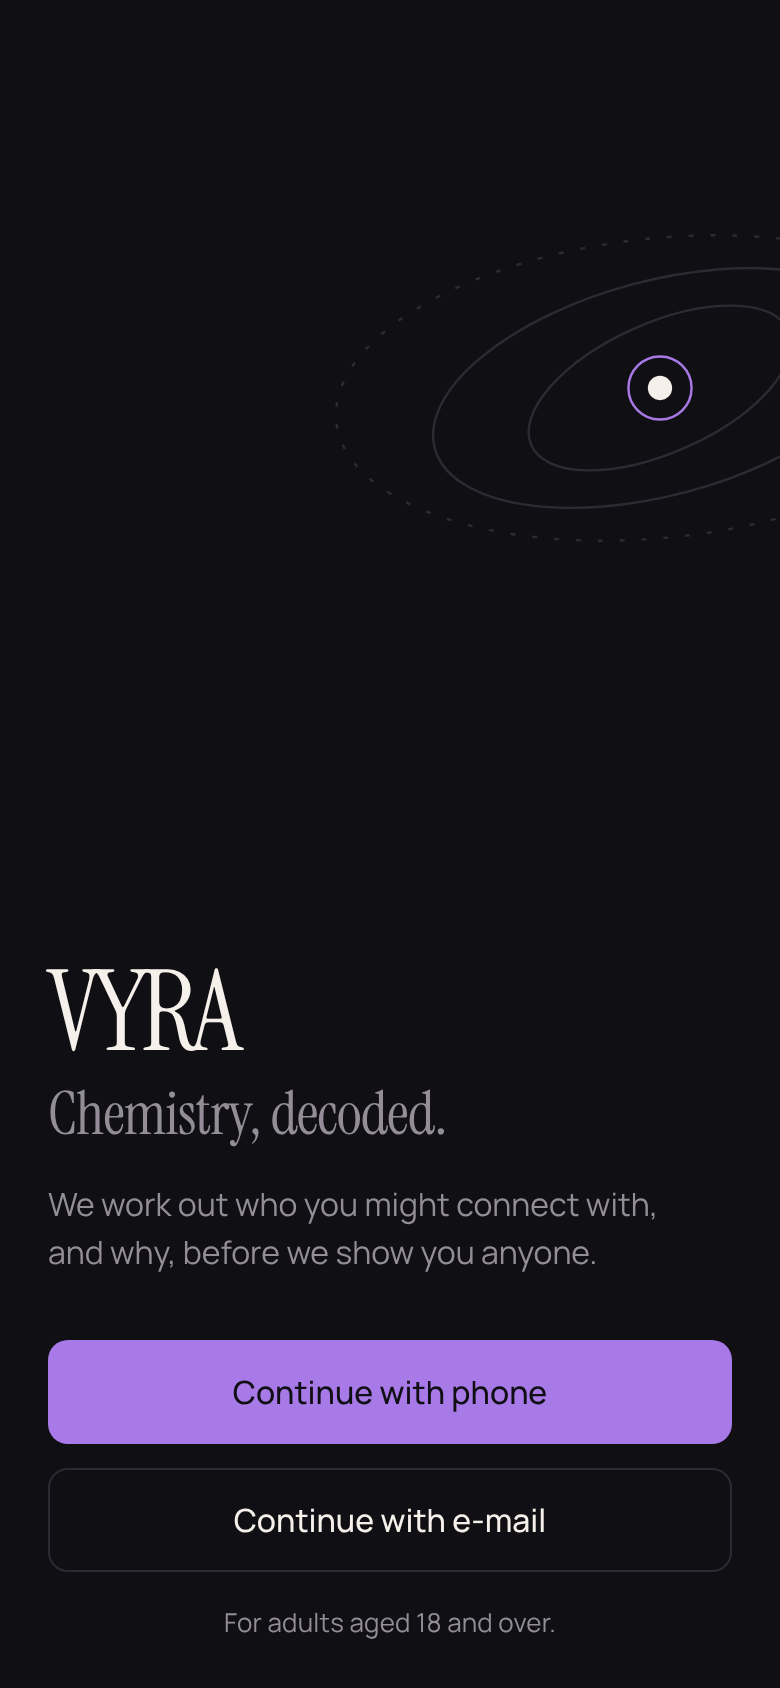 VYRA
Chemistry, decoded.
We work out who you might connect with,
and why, before we show you anyone.
Continue with phone
Continue with e-mail
For adults aged 18 and over.